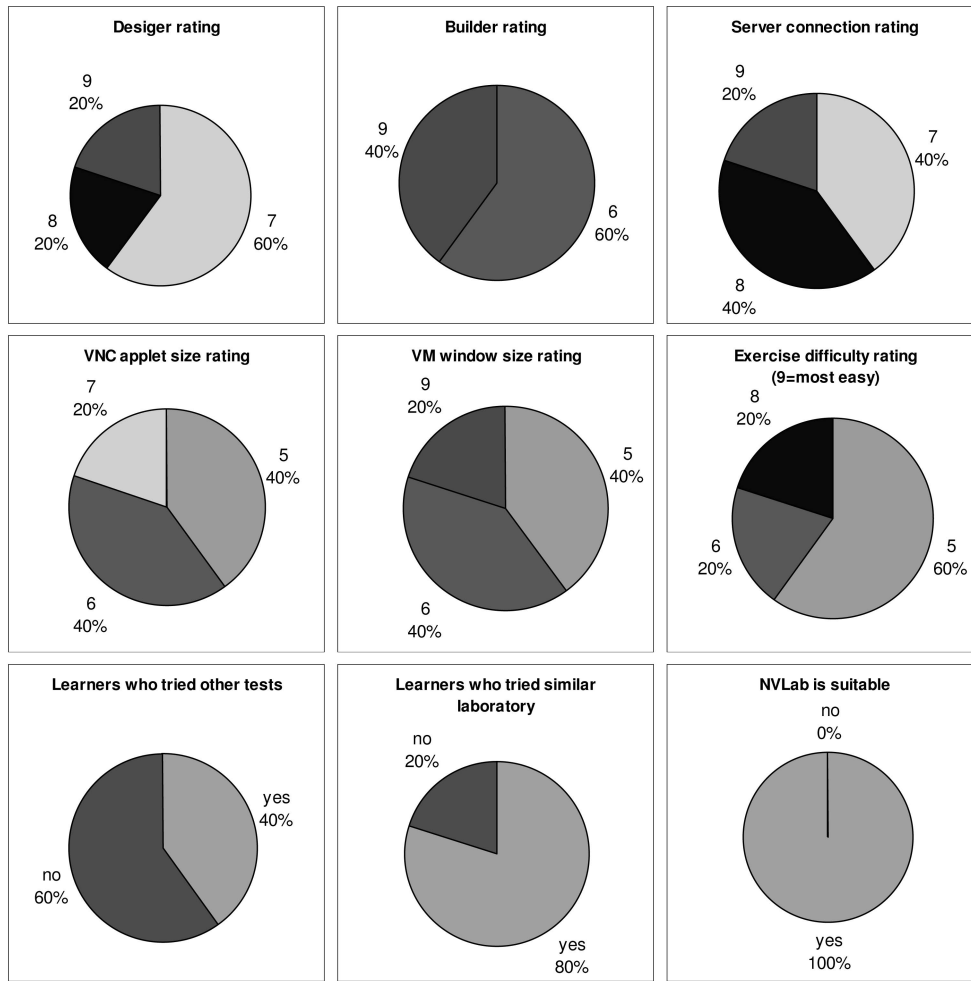 Desiger rating
9
20%
8
20%
7
60%
Builder rating
9
40%
6
60%
Server connection rating
9
20%
7
40%
8
40%
VNC applet size rating
7
20%
5
40%
6
40%
VM window size rating
9
20%
5
40%
6
40%
Exercise difficulty rating
(9=most easy)
8
20%
6
20%
5
60%
Learners who tried other tests
yes
40%
no
60%
Learners who tried similar
laboratory
no
20%
yes
80%
NVLab is suitable
no
0%
yes
100%